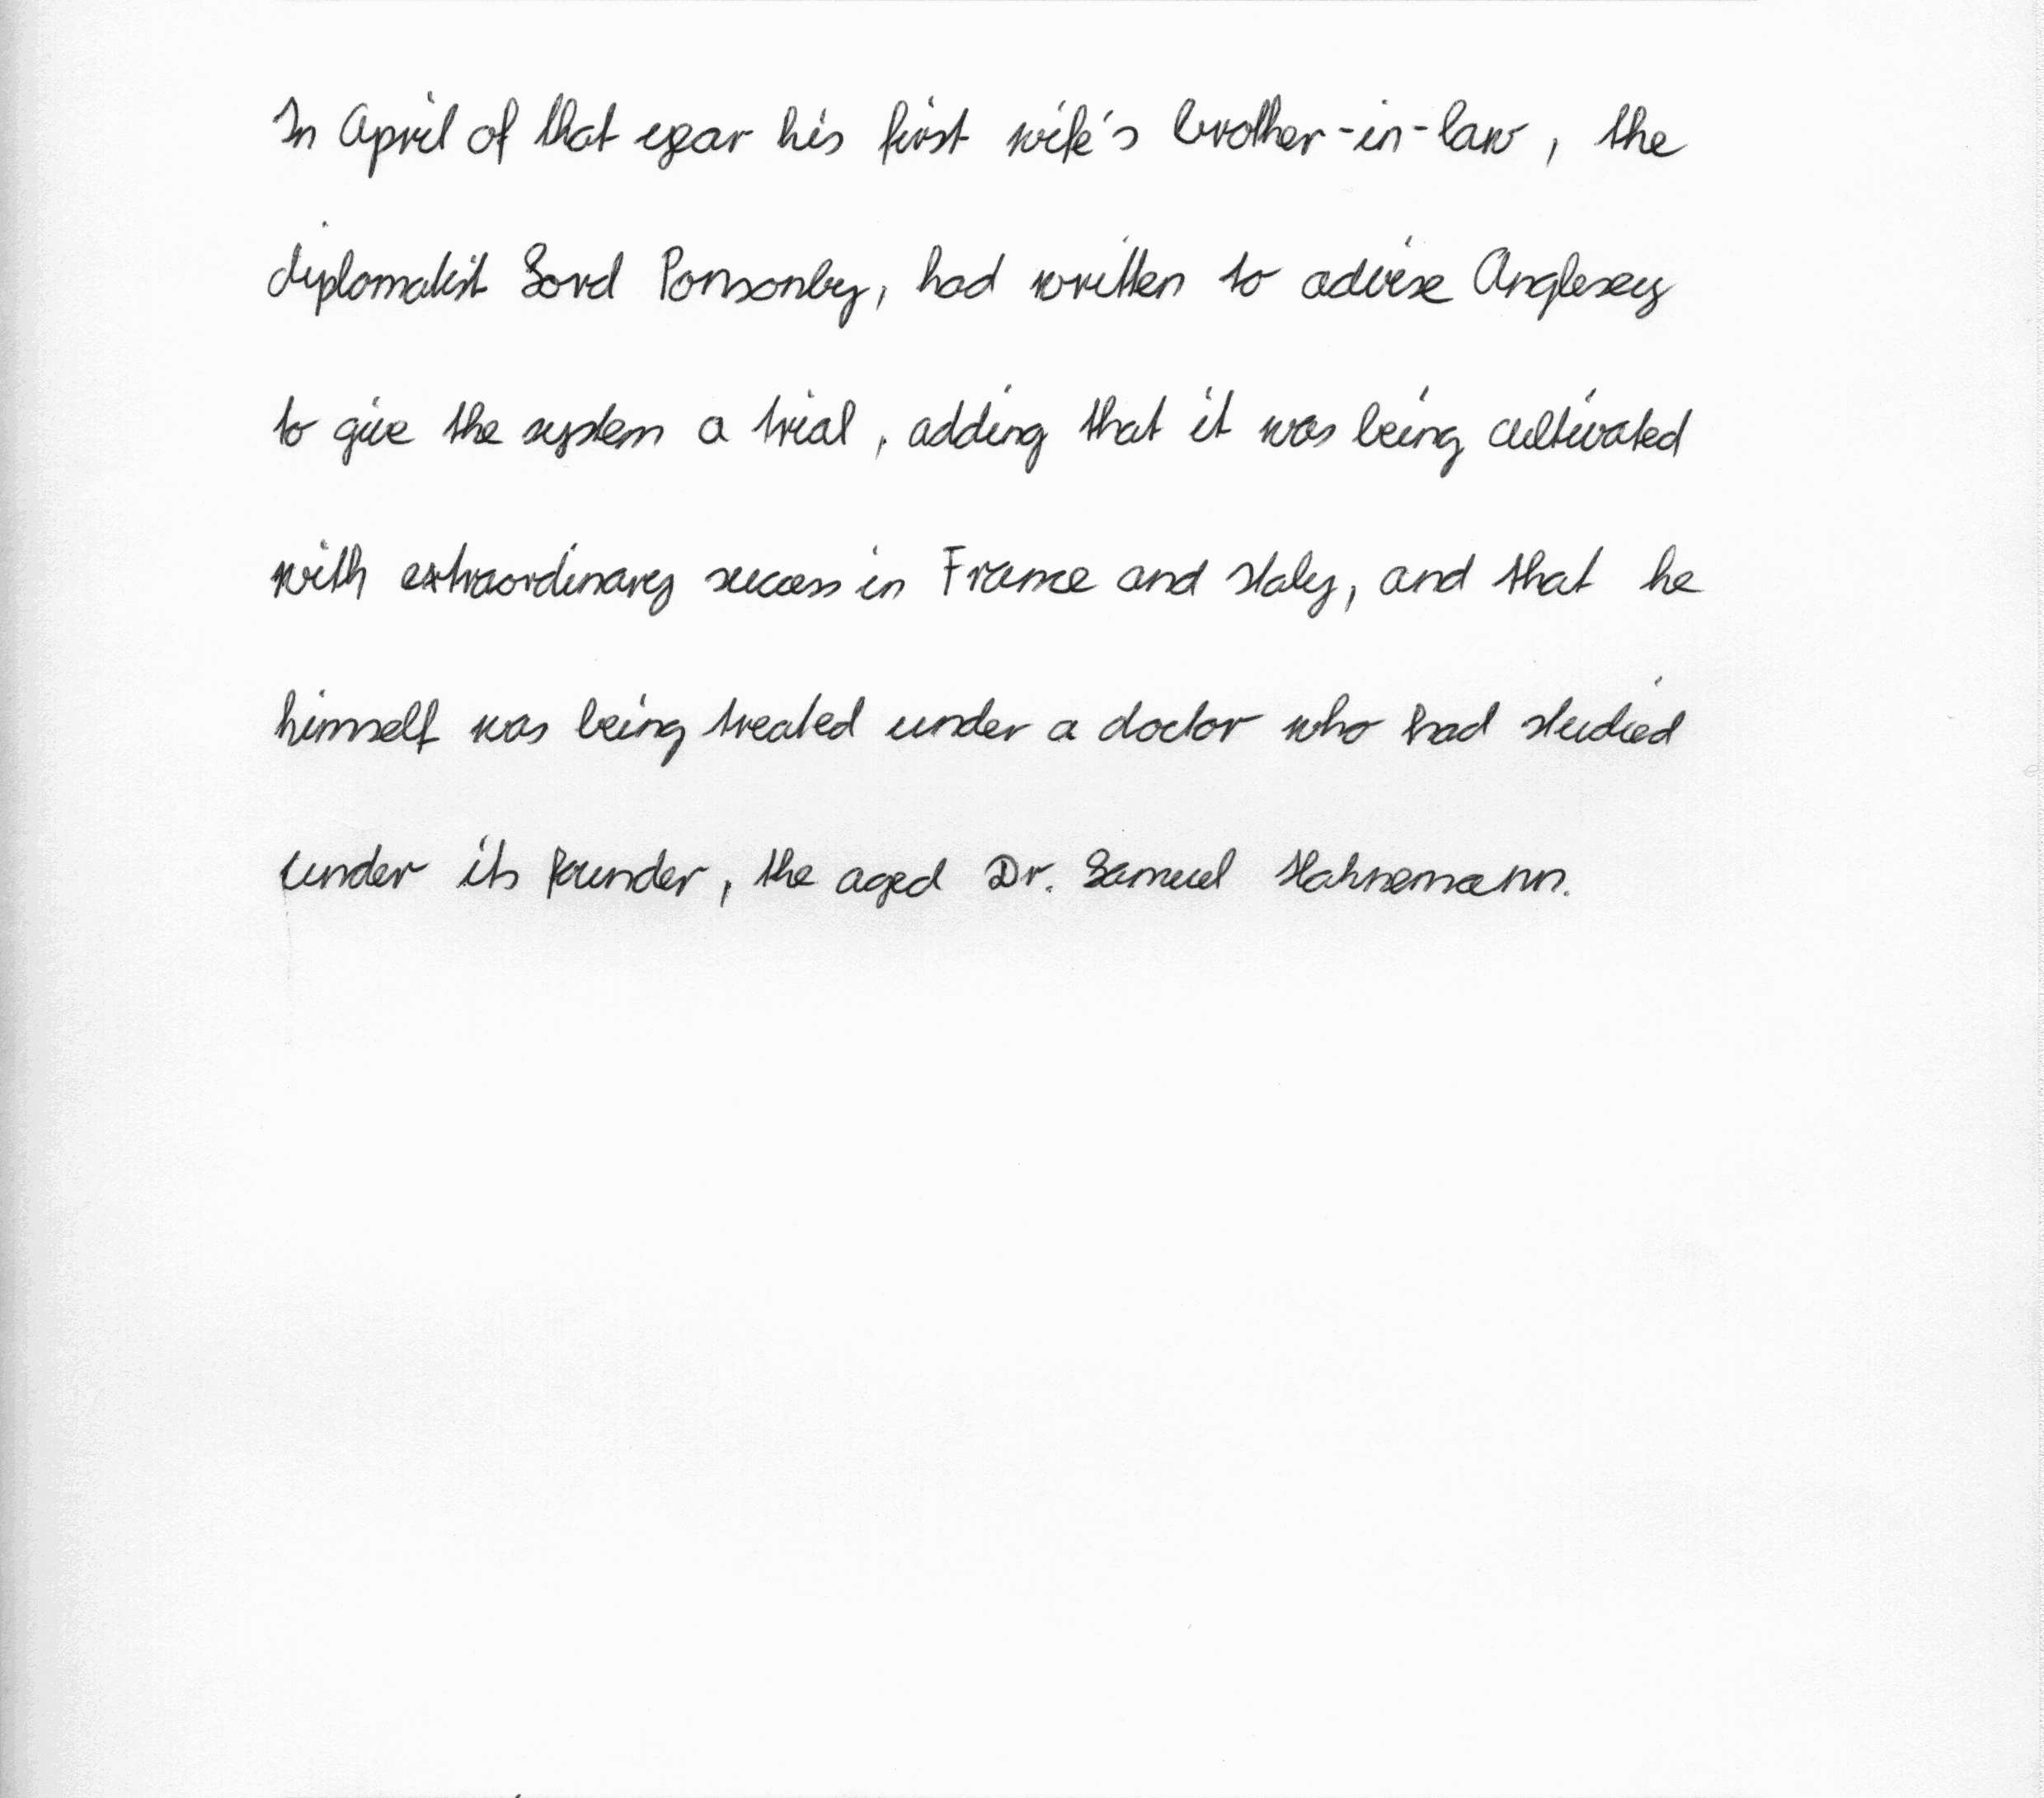 In April of that year his first wife's brother-in-law, the
diplomatist Lord Ponsonby, had written to advise Anglesey
to give the system a trial, adding that it was being cultivated
with extraordinary success in France and Italy, and that he
himself was being treated under a doctor who had studied
under its founder, the aged Dr. Samuel Hahnemann.